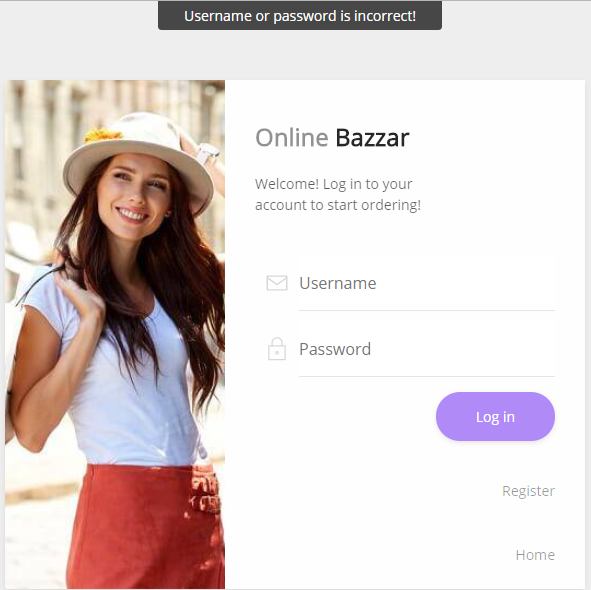 Username or password is incorrect!
Online Bazzar
Welcome! Log in to your
account to start ordering!
Username
Password
Log in
Register
Home